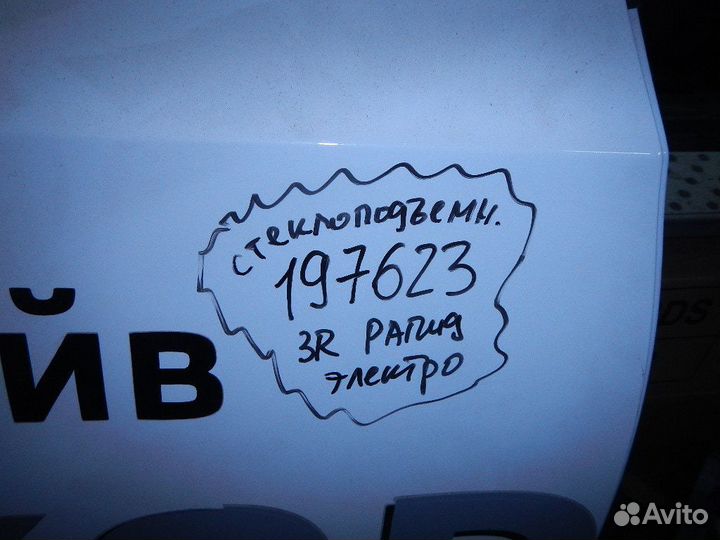 стеклоподъемн.
197623
3R РАПИД
электро
ЙВ
Avito